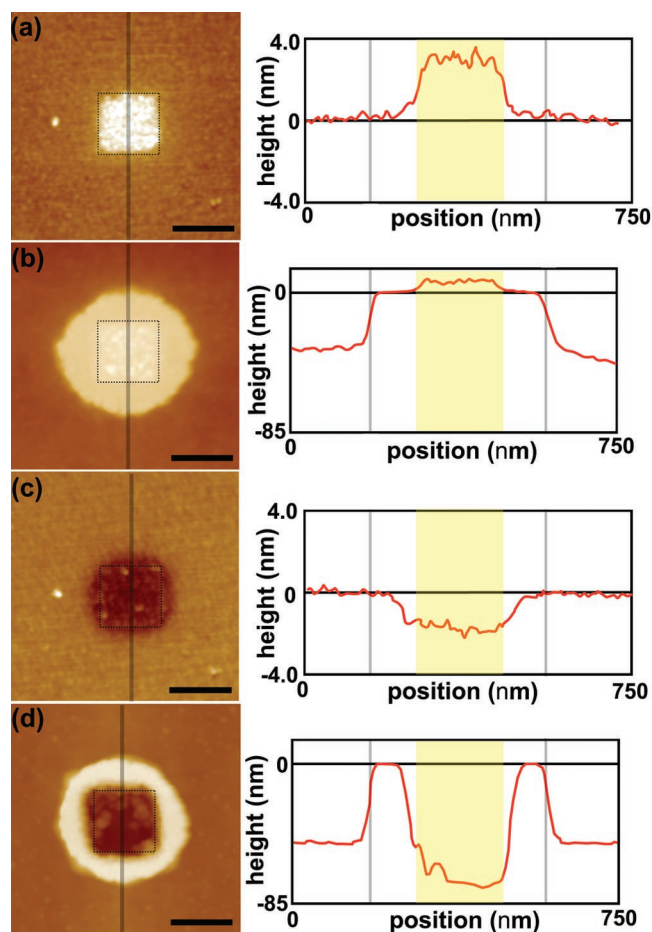 (a)
4.0
0
-4.0
height (nm)
0
position (nm)
750
(b)
0
-85
height (nm)
0
position (nm)
750
(c)
4.0
0
-4.0
height (nm)
0
position (nm)
750
(d)
0
-85
height (nm)
0
position (nm)
750